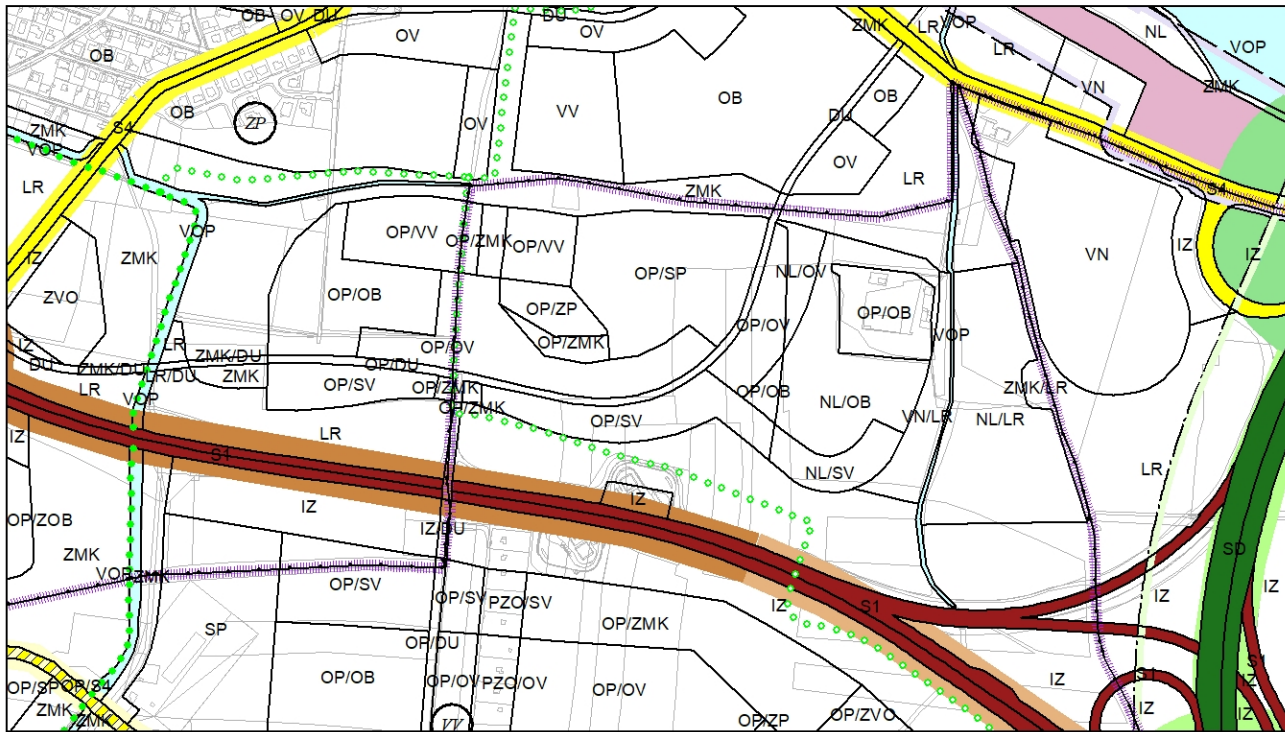 OB OV DU
OV
DU
OV
ZMK
LR
VOP
LR
NL
VOP
OB
VV
OB
OB
VN
ZMK
OB
ZP
OV
DU
ZMK
S4
VOP
OV
LR
ZMK
LR
S4
VOP
OP/VV
OP/ZMK
OP/VV
IZ
ZMK
OP/SP
NL/OV
VN
IZ
IZ
ZVO
OP/OB
OP/ZP
OP/OB
OP/OV
VOP
IZ
LR
OP/OV
OP/ZMK
DU
ZMK/DU
ZMK/DU
OP/DU
LR/DU
ZMK
OP/SV
OP/ZMK
OP/OB
ZMK/LR
LR
VOP
OP/ZMK
OP/SV
NL/OB
VN/LR
NL/LR
IZ
LR
S1
NL/SV
LR
IZ
IZ
OP/ZOB
IZ/DU
SD
ZMK
VOP
ZMK
OP/SV
OP/SV
PZO/SV
IZ
S1
IZ
IZ
SP
OP/DU
OP/ZMK
OP/SP
OP/S4
OP/OB
OP/OV
PZO/OV
OP/OV
IZ
S1
S1
IZ
ZMK
ZMK
VV
OP/ZP
OP/ZVO
IZ
IZ